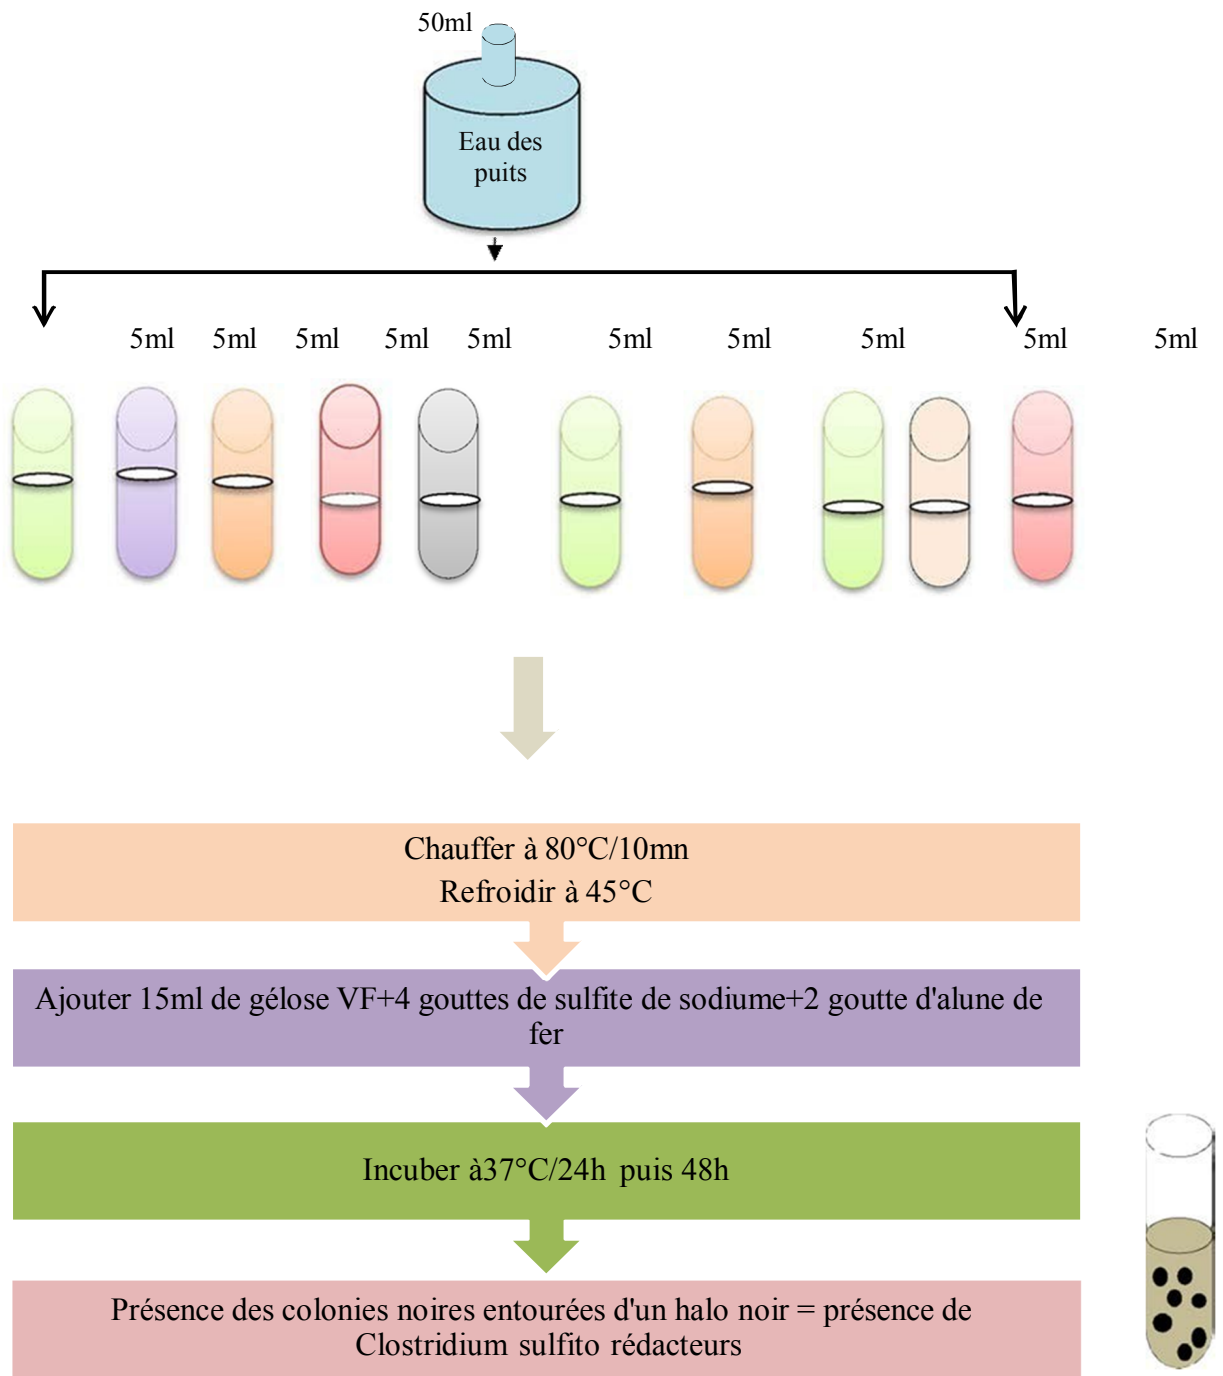 50ml
Eau des
puits
5ml 5ml 5ml 5ml 5ml 5ml 5ml 5ml 5ml 5ml
Chauffer à 80°C/10mn
Refroidir à 45°C
Ajouter 15ml de gélose VF+4 gouttes de sulfite de sodiume+2 goutte d'alune de
fer
Incuber à37°C/24h puis 48h
Présence des colonies noires entourées d'un halo noir = présence de
Clostridium sulfito rédacteurs